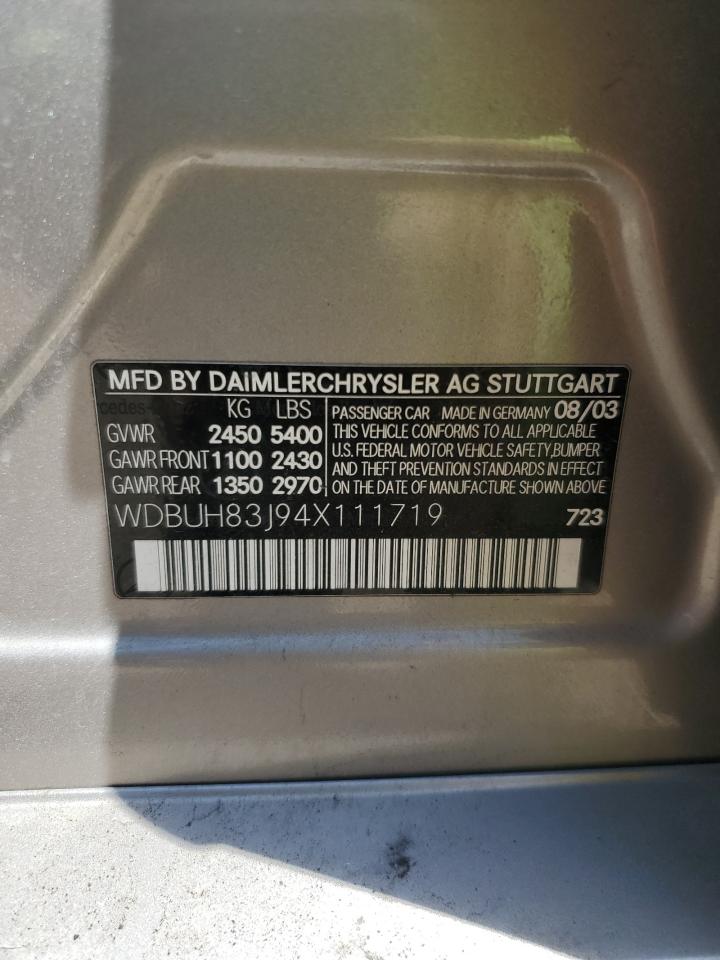 MFD BY DAIMLERCHRYSLER AG STUTTGART
KG LBS
GVWR 2450 5400
GAWR FRONT 1100 2430
GAWR REAR 1350 2970
PASSENGER CAR MADE IN GERMANY 08/03
THIS VEHICLE CONFORMS TO ALL APPLICABLE
U.S. FEDERAL MOTOR VEHICLE SAFETY,BUMPER
AND THEFT PREVENTION STANDARDS IN EFFECT
ON THE DATE OF MANUFACTURE SHOWN ABOVE
WDBUH83J94X111719 723